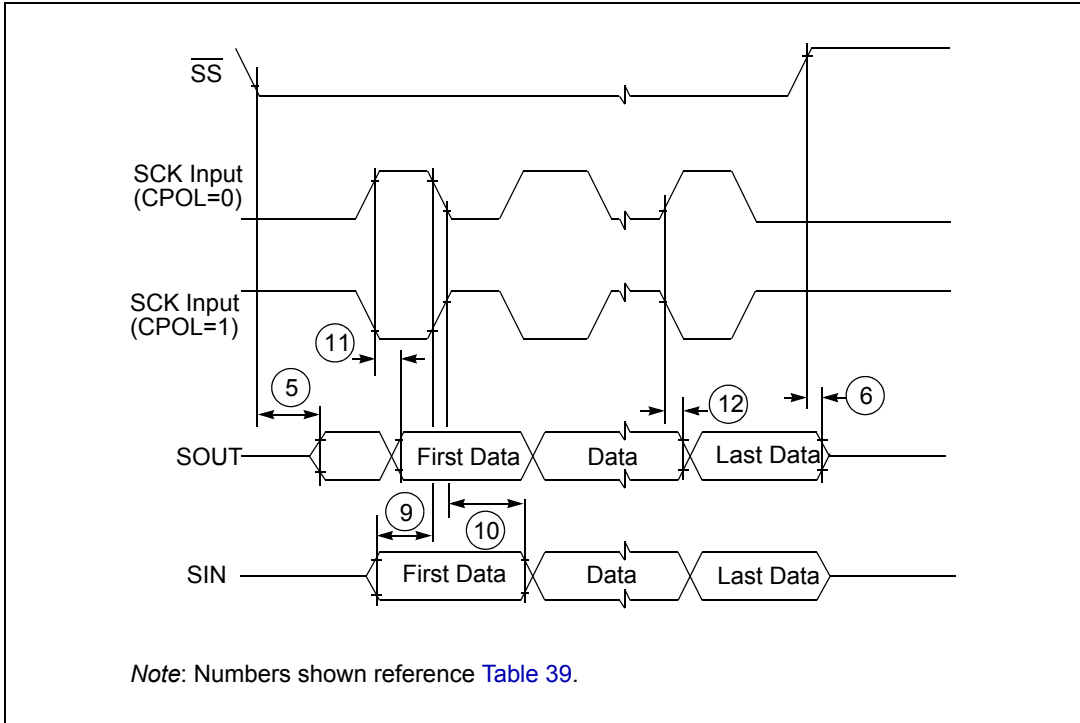 SS
SCK Input
(CPOL=0)
SCK Input
(CPOL=1)
11
5
12
6
SOUT
First Data
Data
Last Data
9
10
SIN
First Data
Data
Last Data
Note: Numbers shown reference Table 39.